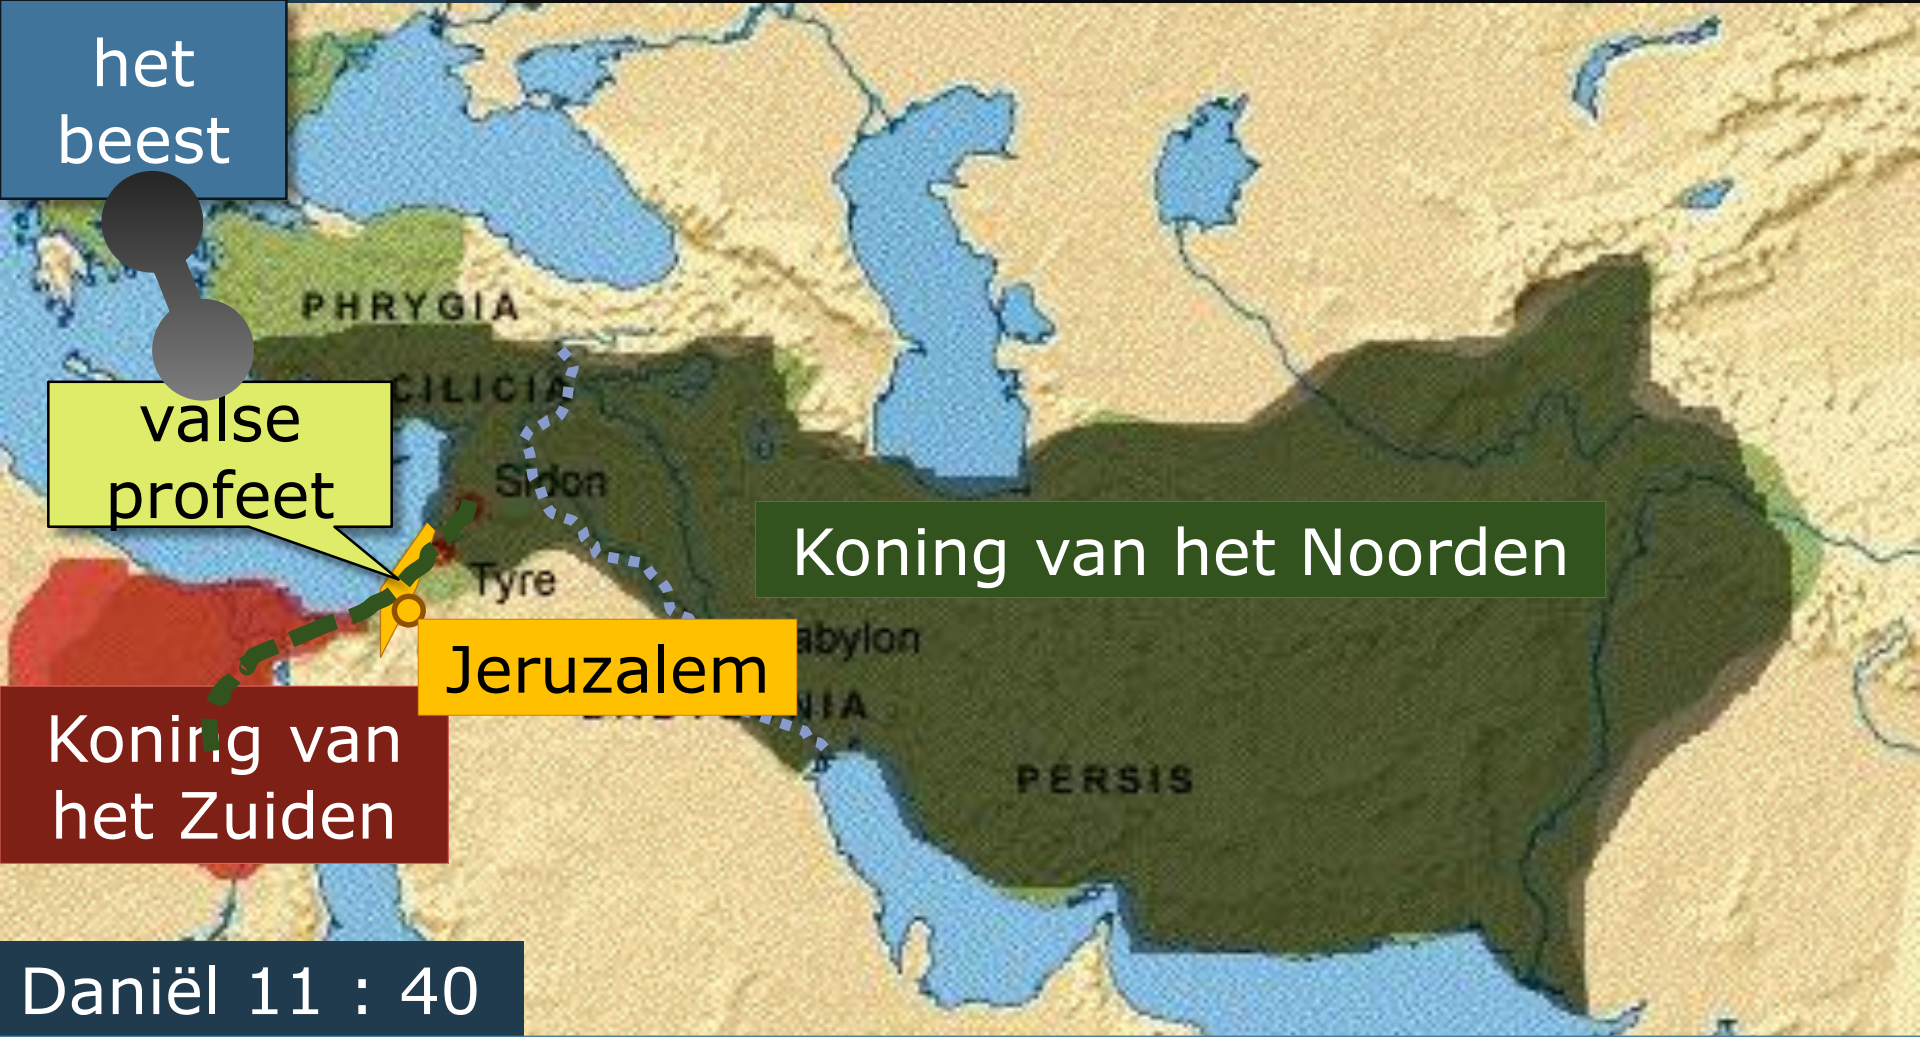 het
beest
PHRYGIA
CILICIA
valse
profeet
Sidon
Koning van het Noorden
Tyre
abylon
Jeruzalem
NIA
Koning van
het Zuiden
PERSIS
Daniël 11 : 40